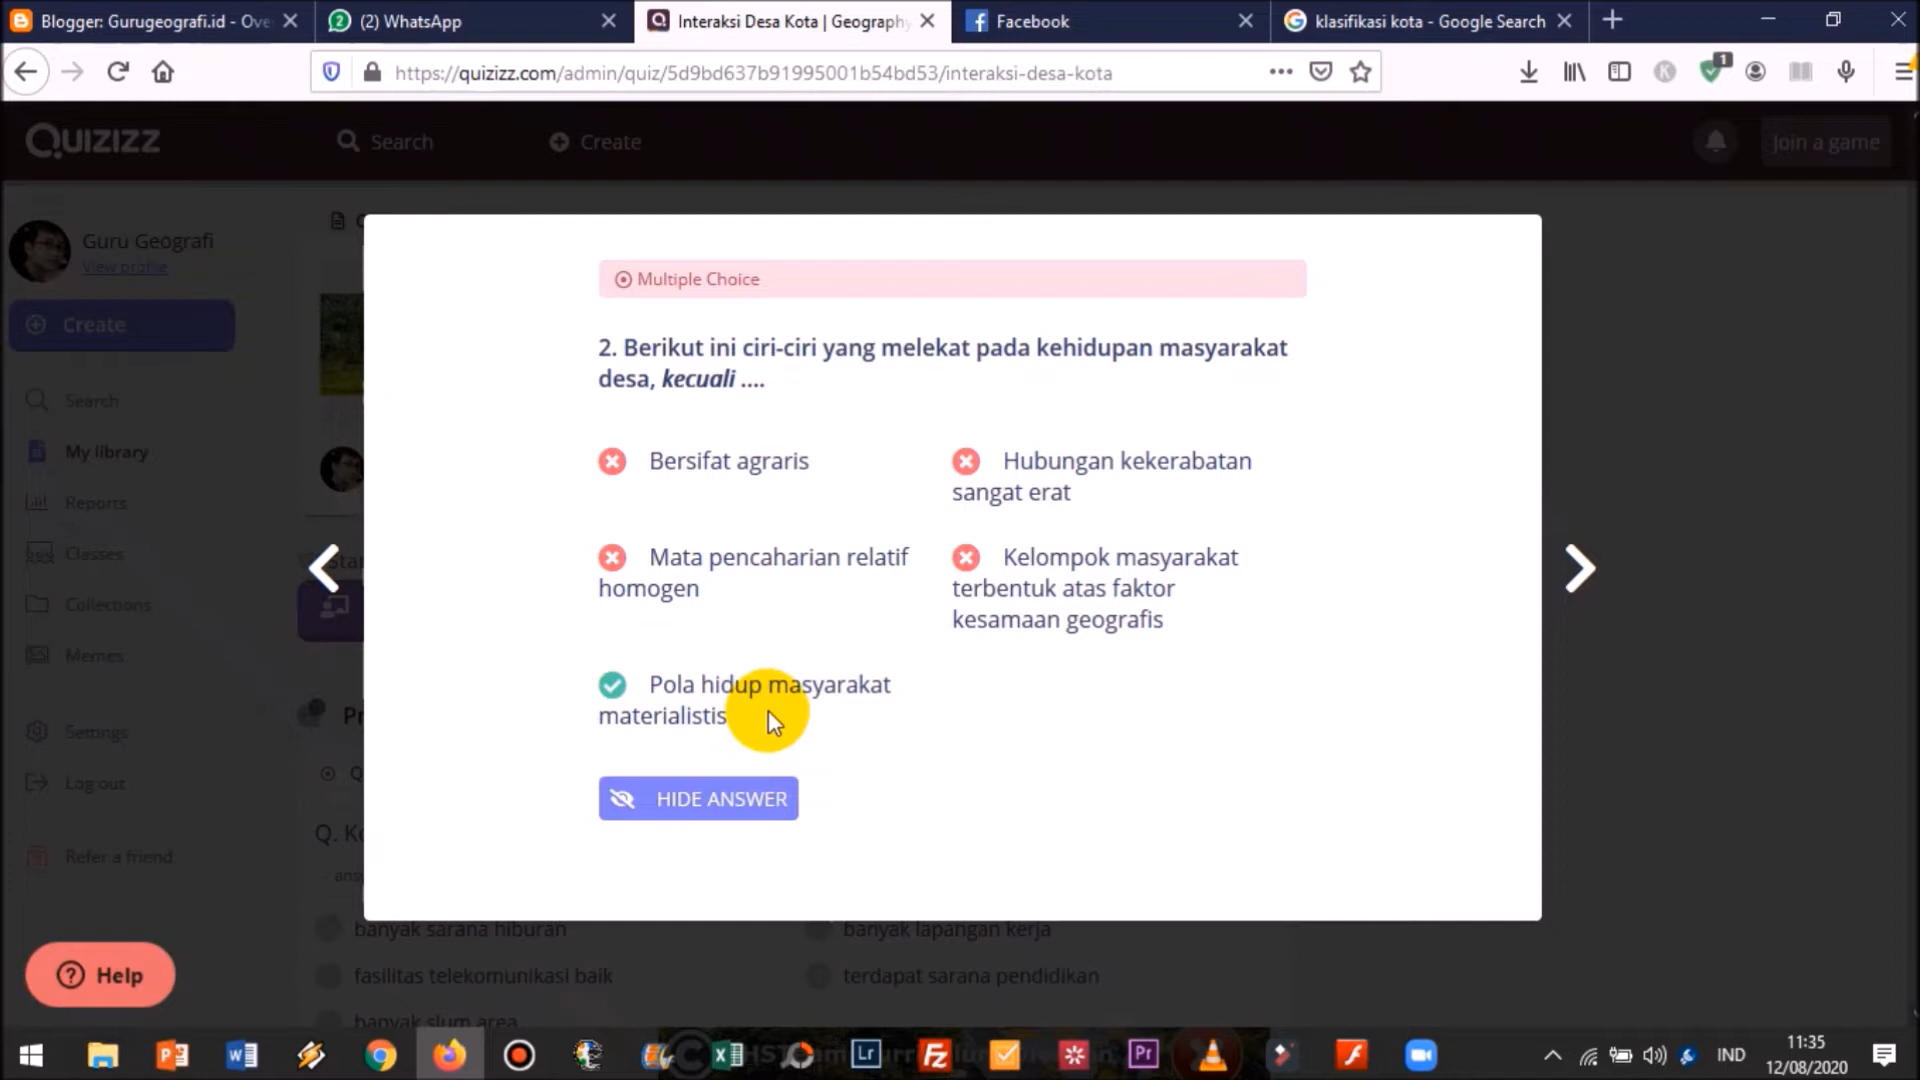 Blogger: Gurugeografi.id - Ove
(2) WhatsApp
Interaksi Desa Kota | Geography
Facebook
klasifikasi kota - Google Search
https://quizizz.com/admin/quiz/5d9bd637b91995001b54bd53/interaksi-desa-kota
1
QUIZIZZ
Search
Create
Join a game
Guru Geografi
View profile
Create
Search
My library
Reports
Classes
Collections
Memes
Settings
Log out
Refer a friend
Help
Multiple Choice
2. Berikut ini ciri-ciri yang melekat pada kehidupan masyarakat
desa, kecuali ....
Bersifat agraris
Hubungan kekerabatan
sangat erat
Mata pencaharian relatif
homogen
Kelompok masyarakat
terbentuk atas faktor
kesamaan geografis
Pola hidup masyarakat
materialistis
HIDE ANSWER
banyak sarana hiburan
banyak lapangan kerja
fasilitas telekomunikasi baik
terdapat sarana pendidikan
banyak slum area
Lr
Pr
IND
11:35
12/08/2020